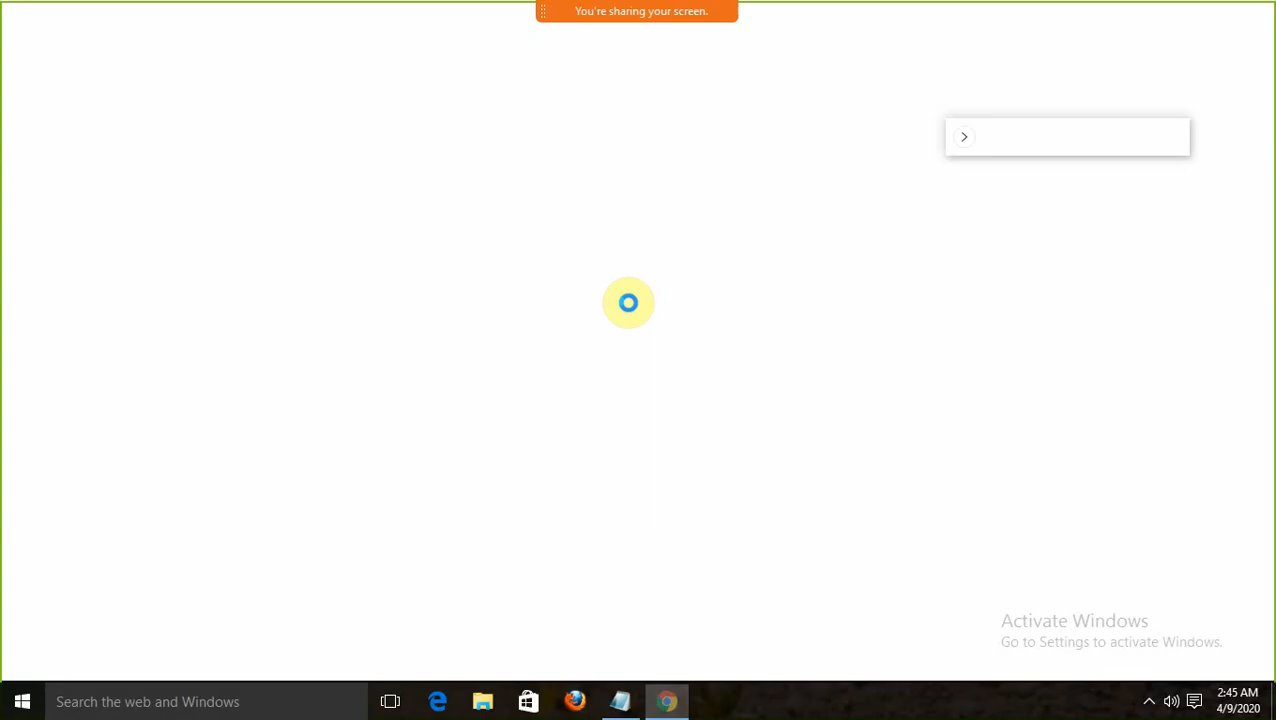 You're sharing your screen.
Activate Windows
Go to Settings to activate Windows.
Search the web and Windows
2:45 AM
4/9/2020